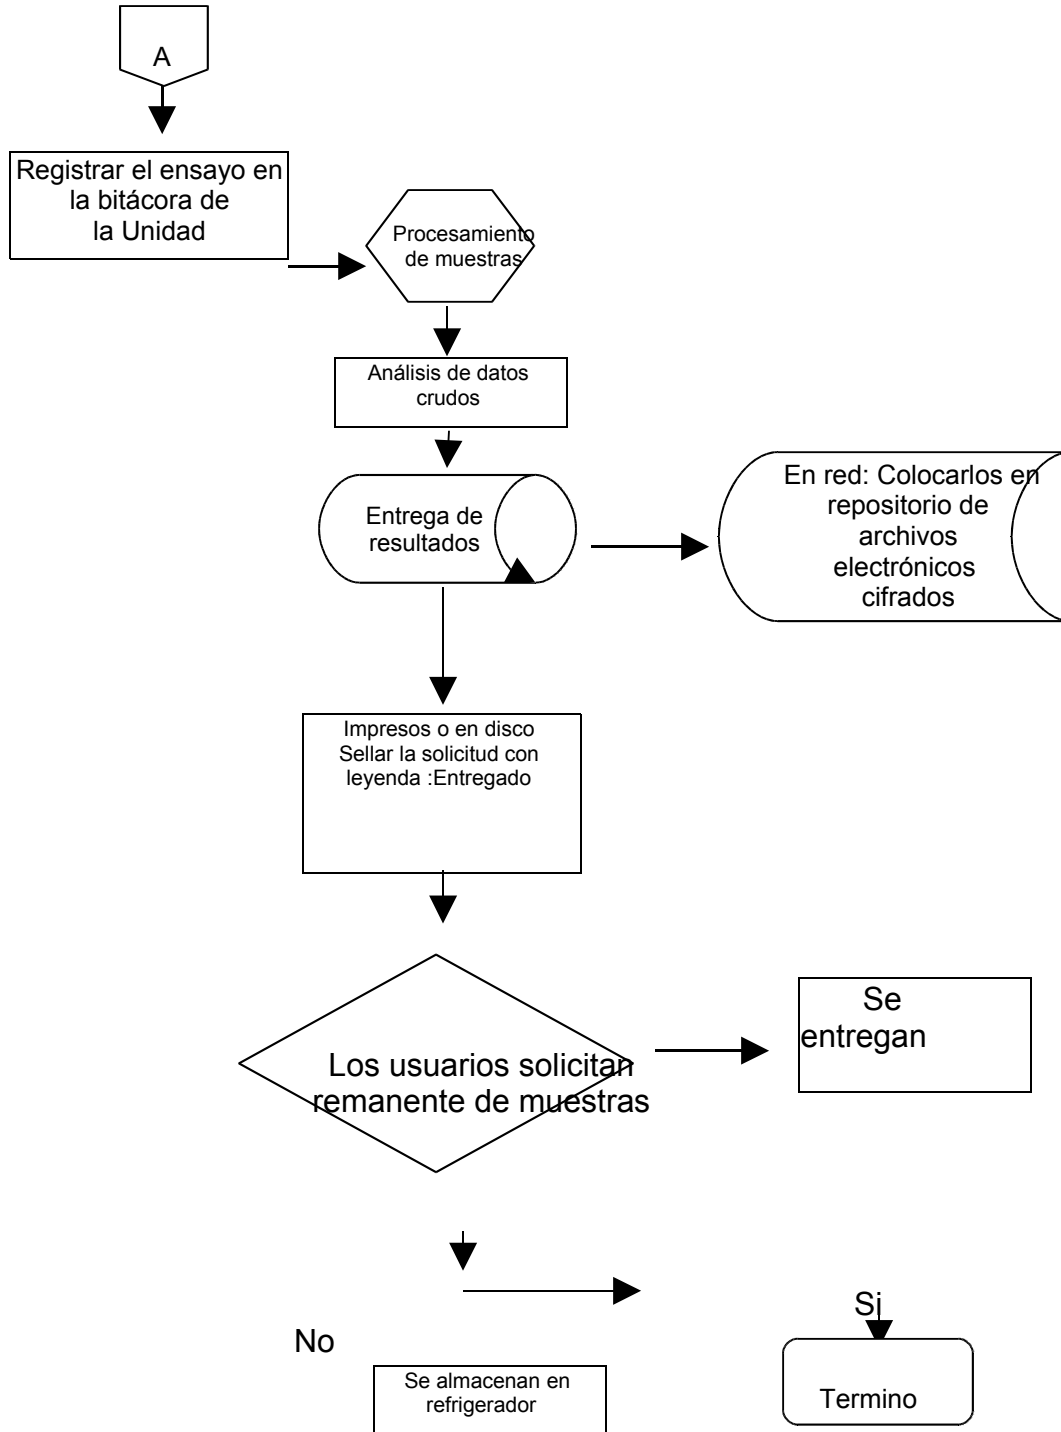 A
Registrar el ensayo en
la bitácora de
la Unidad
Procesamiento
de muestras
Análisis de datos
crudos
Entrega de
resultados
En red: Colocarlos en
repositorio de
archivos
electrónicos
cifrados
Impresos o en disco
Sellar la solicitud con
leyenda :Entregado
Se
entregan
Los usuarios solicitan
remanente de muestras
Si
No
Se almacenan en
refrigerador
Termino